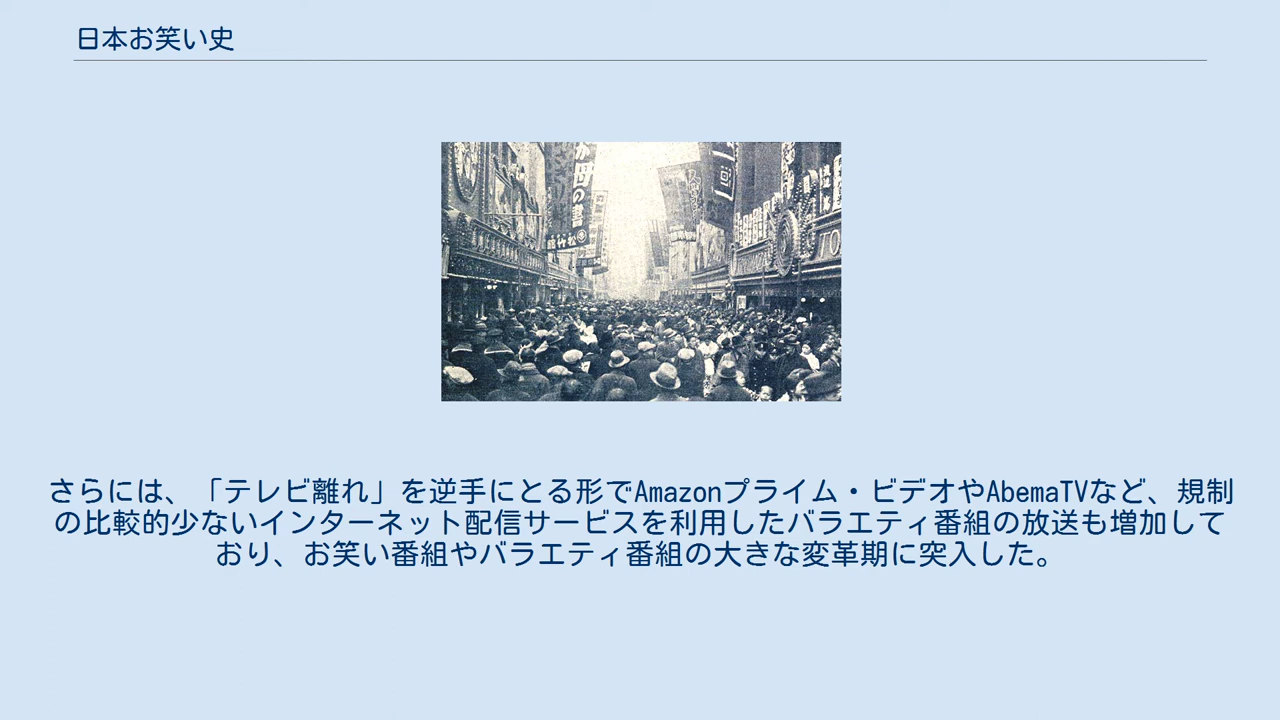 日本お笑い史
母の書
松竹館
さらには、「テレビ離れ」を逆手にとる形でAmazonプライム・ビデオやAbemaTVなど、規制
の比較的少ないインターネット配信サービスを利用したバラエティ番組の放送も増加して
おり、お笑い番組やバラエティ番組の大きな変革期に突入した。